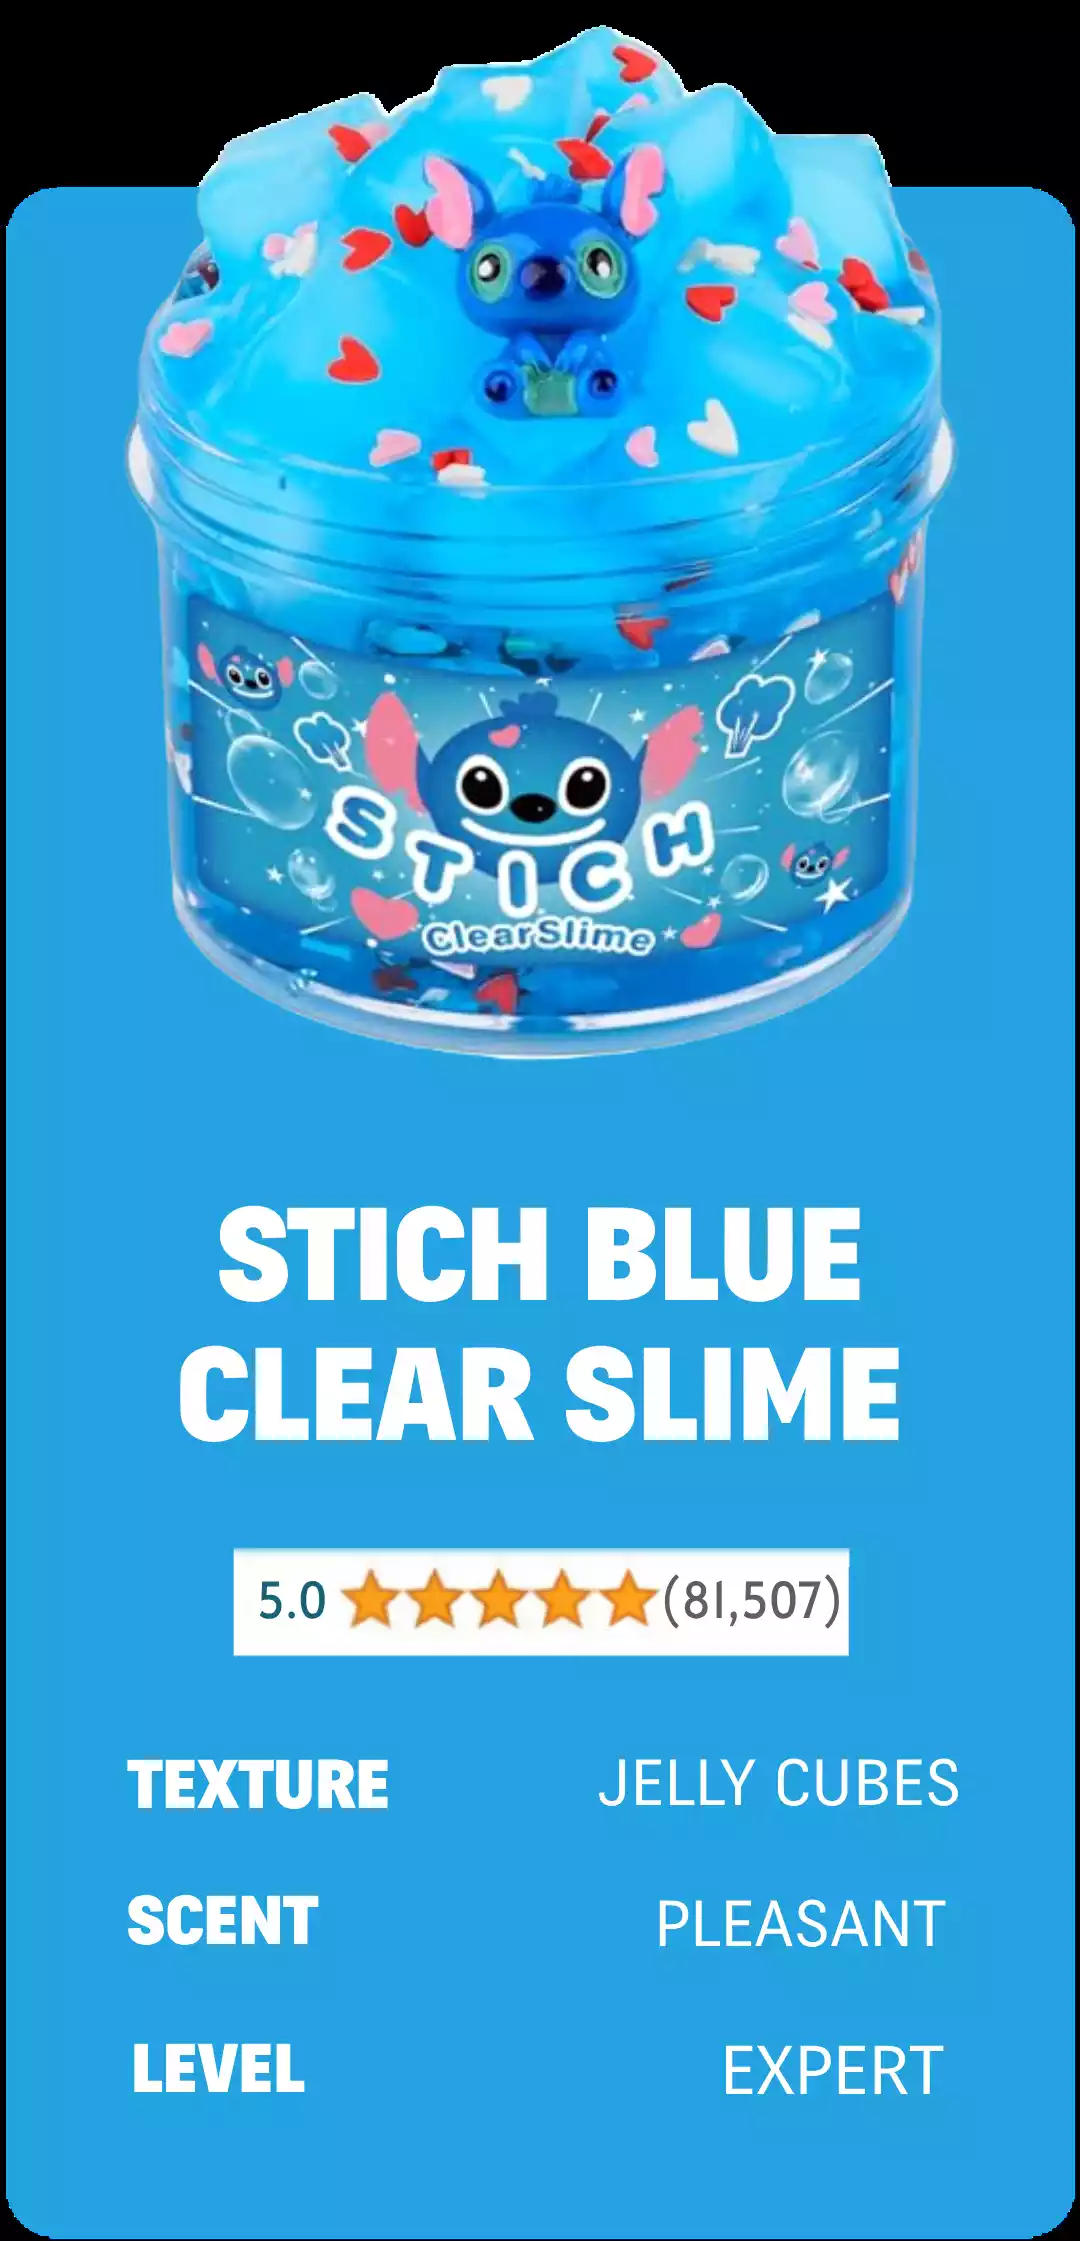 STICH
ClearSlime
STICH BLUE
CLEAR SLIME
5.0 (81,507)
TEXTURE JELLY CUBES
SCENT PLEASANT
LEVEL EXPERT